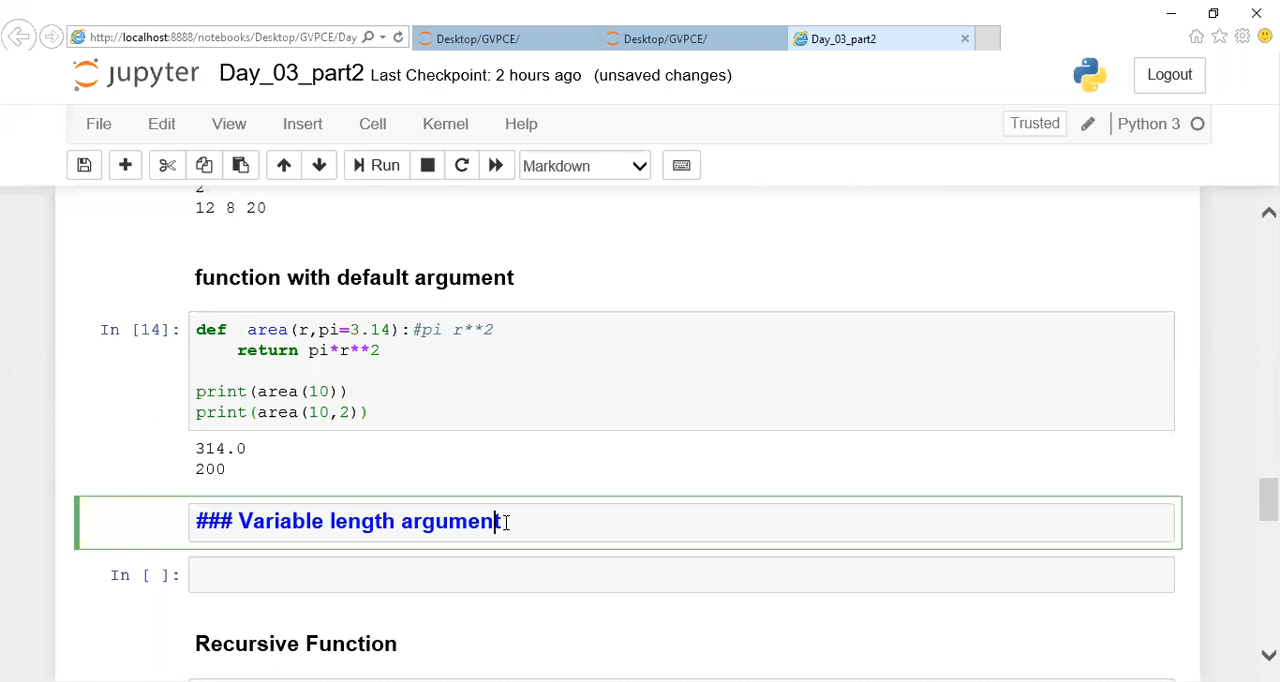 http://localhost:8888/notebooks/Desktop/GVPCE/Day
Desktop/GVPCE/
Desktop/GVPCE/
Day_03_part2
jupyter Day_03_part2 Last Checkpoint: 2 hours ago (unsaved changes)
Logout
File Edit View Insert Cell Kernel Help
Trusted
Python 3
Run
Markdown
2
12 8 20
function with default argument
In [14]:
def  area(r,pi=3.14):#pi r**2
    return pi*r**2
print(area(10))
print(area(10,2))
314.0
200
### Variable length argument
In [ ]:
Recursive Function